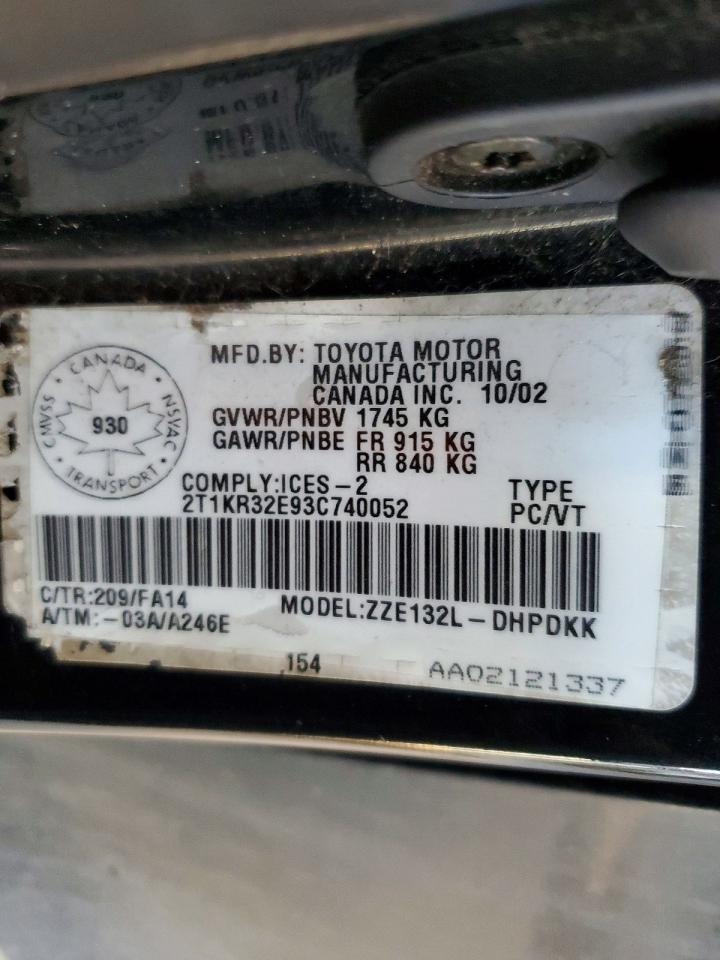 MFD.BY: TOYOTA MOTOR
MANUFACTURING
CANADA INC. 10/02
GVWR/PNBV 1745 KG
GAWR/PNBE FR 915 KG
RR 840 KG
CANADA
CMVSS 930 NSVAC
TRANSPORT
COMPLY:ICES-2 TYPE
2T1KR32E93C740052 PC/VT
C/TR:209/FA14 MODEL:ZZE132L-DHPDKK
A/TM:-03A/A246E
154 AA02121337